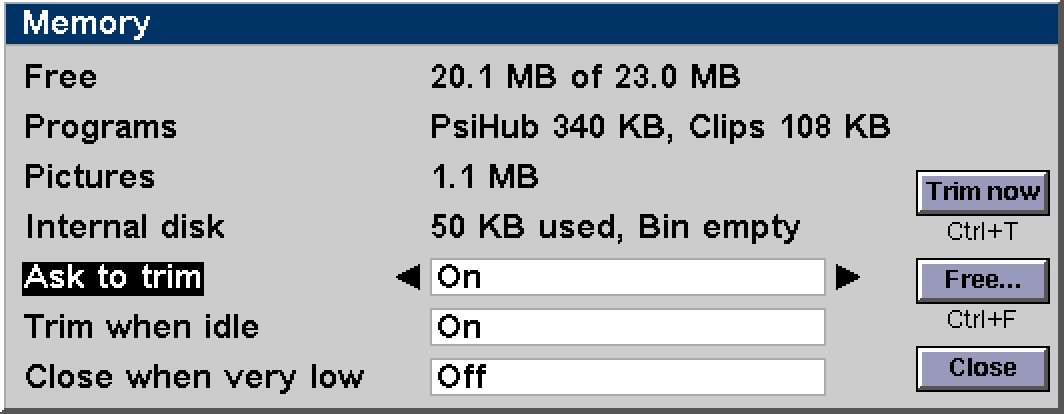 Memory
Free 20.1 MB of 23.0 MB
Programs PsiHub 340 KB, Clips 108 KB
Pictures 1.1 MB
Internal disk 50 KB used, Bin empty
Ask to trim On
Trim when idle On
Close when very low Off
Trim now
Ctrl+T
Free...
Ctrl+F
Close